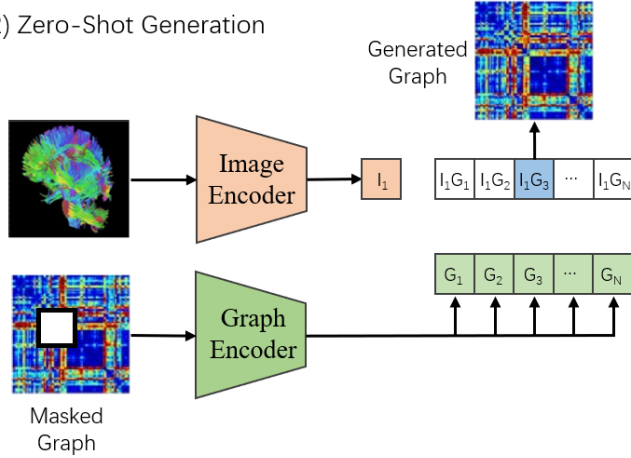 ) Zero-Shot Generation
Generated
Graph
Image
Encoder
I₁
I₁G₁ I₁G₂ I₁G₃ ... I₁Gₙ
G₁ G₂ G₃ ... Gₙ
Graph
Encoder
Masked
Graph